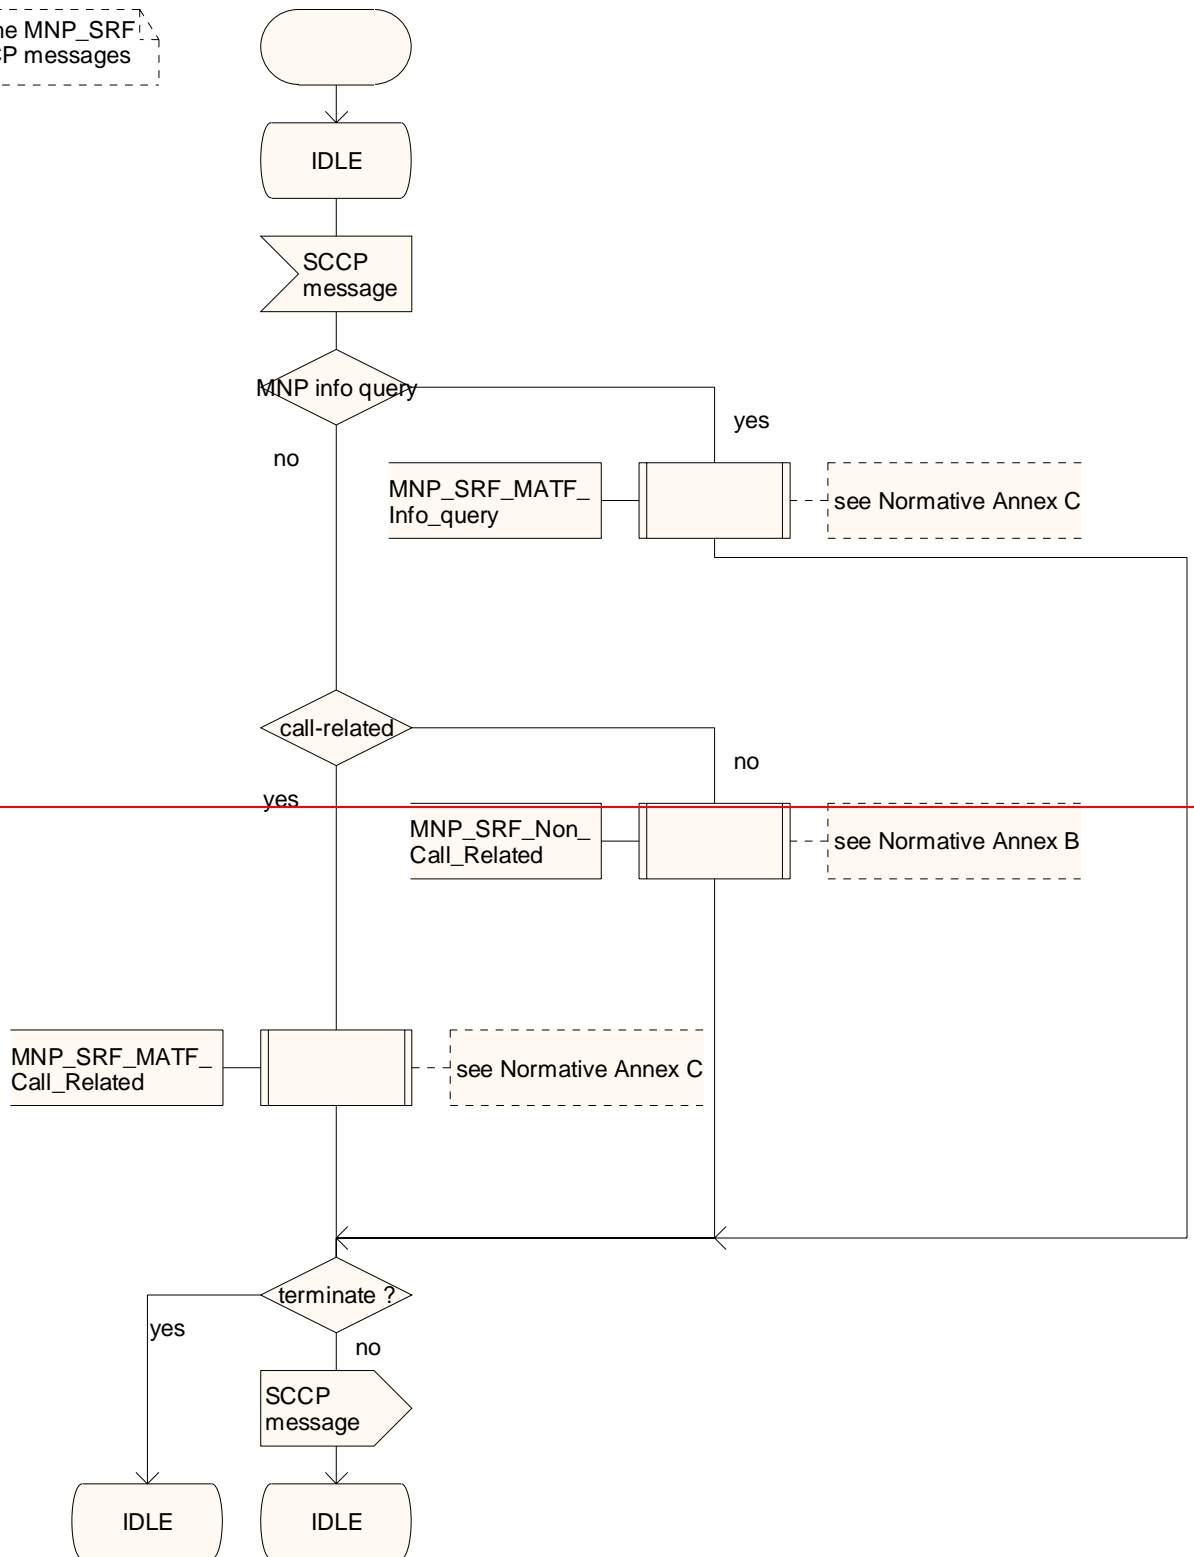 MNP_SRF
messages
IDLE
SCCP
message
MNP info query
yes
no
MNP_SRF_MATF_
Info_query
see Normative Annex C
call-related
no
yes
MNP_SRF_Non_
Call_Related
see Normative Annex B
MNP_SRF_MATF_
Call_Related
see Normative Annex C
terminate ?
yes
no
SCCP
message
IDLE
IDLE